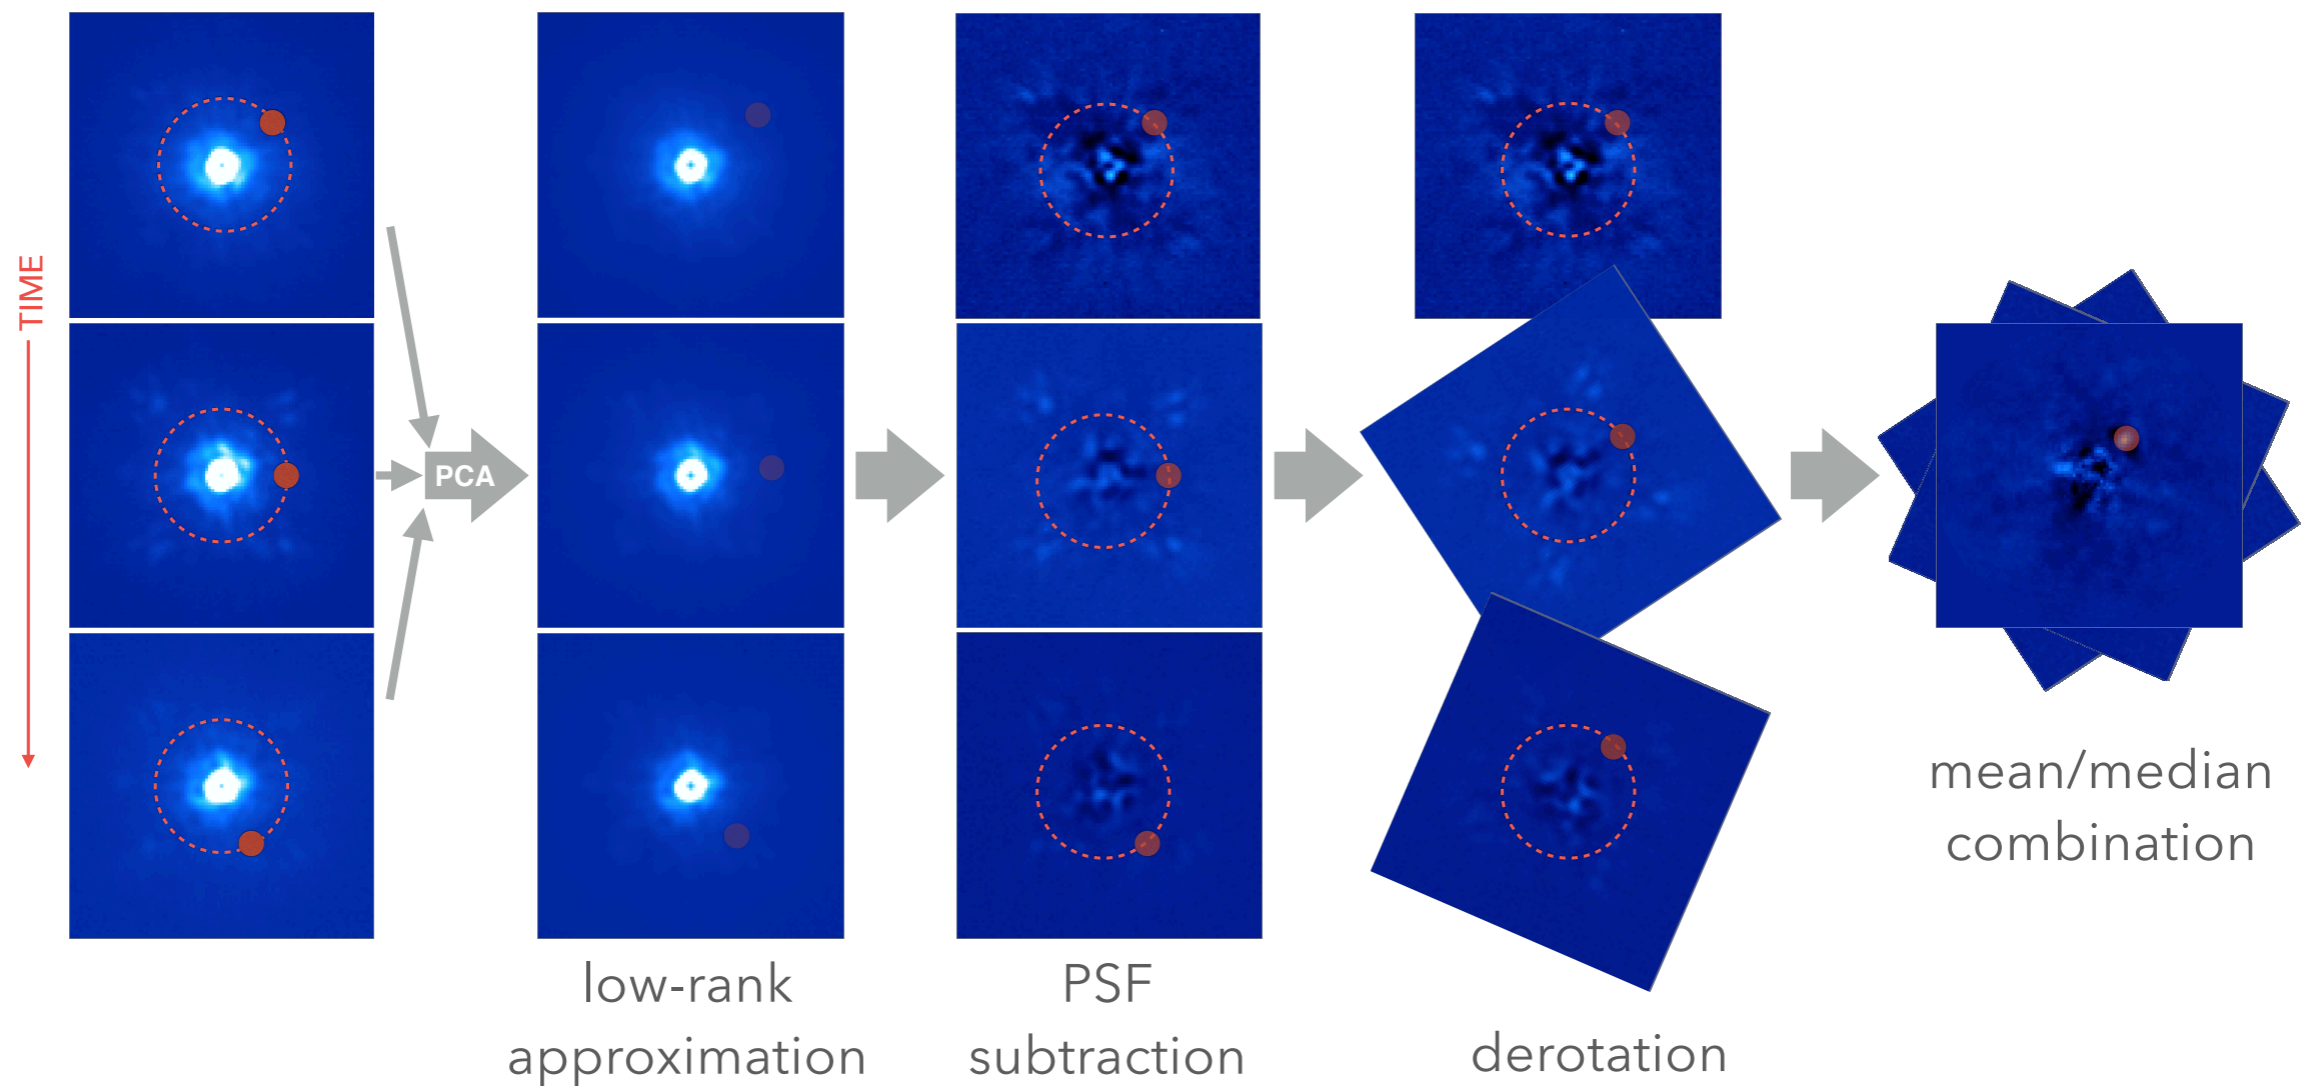 TIME
PCA
low-rank
approximation
PSF
subtraction
derotation
mean/median
combination